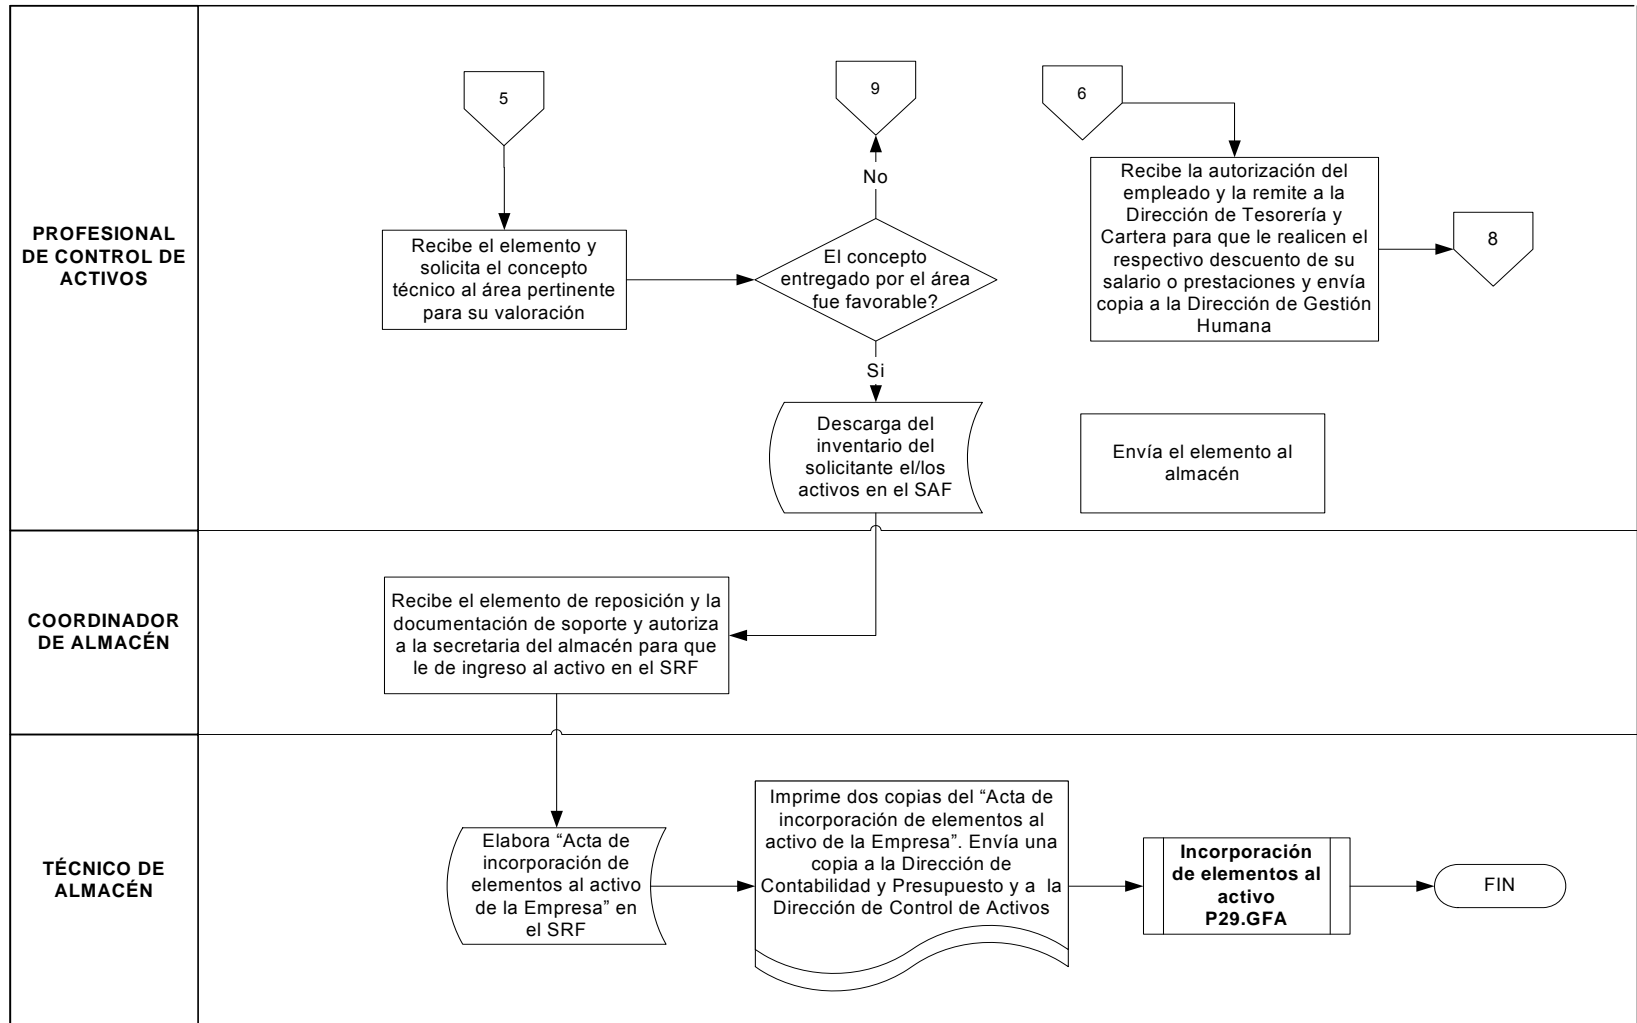 PROFESIONAL
DE CONTROL DE
ACTIVOS
5
9
6
No
Recibe el elemento y
solicita el concepto
técnico al área pertinente
para su valoración
El concepto
entregado por el área
fue favorable?
Recibe la autorización del
empleado y la remite a la
Dirección de Tesorería y
Cartera para que le realicen el
respectivo descuento de su
salario o prestaciones y envía
copia a la Dirección de Gestión
Humana
8
Si
Descarga del
inventario del
solicitante el/los
activos en el SAF
Envía el elemento al
almacén
COORDINADOR
DE ALMACÉN
Recibe el elemento de reposición y la
documentación de soporte y autoriza
a la secretaria del almacén para que
le de ingreso al activo en el SRF
TÉCNICO DE
ALMACÉN
Elabora “Acta de
incorporación de
elementos al activo
de la Empresa” en
el SRF
Imprime dos copias del “Acta de
incorporación de elementos al
activo de la Empresa”. Envía una
copia a la Dirección de
Contabilidad y Presupuesto y a la
Dirección de Control de Activos
Incorporación
de elementos al
activo
P29.GFA
FIN